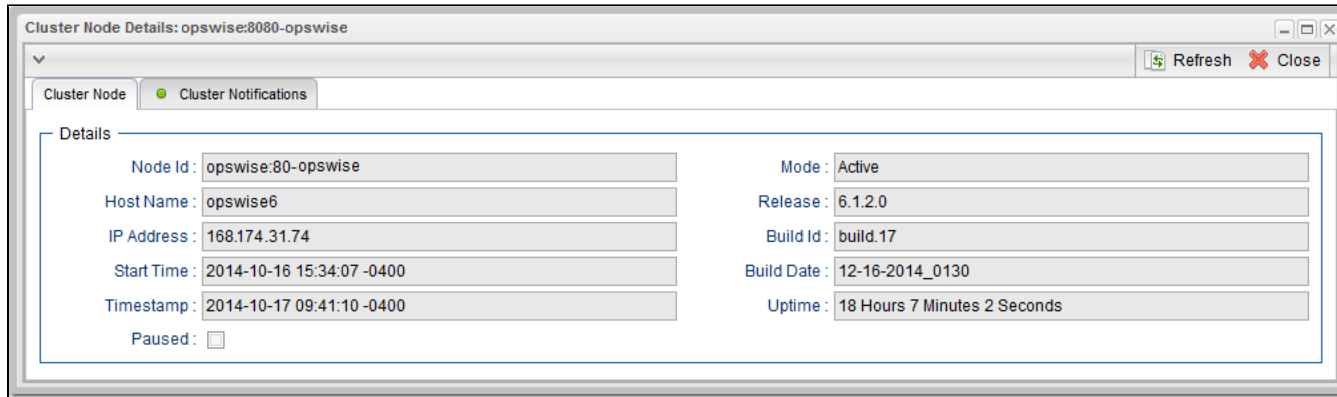 Cluster Node Details: opswise:8080-opswise
Refresh Close
Cluster Node Cluster Notifications
Details
Node Id : opswise:80-opswise Mode : Active
Host Name : opswise6 Release : 6.1.2.0
IP Address : 168.174.31.74 Build Id : build.17
Start Time : 2014-10-16 15:34:07 -0400 Build Date : 12-16-2014_0130
Timestamp : 2014-10-17 09:41:10 -0400 Uptime : 18 Hours 7 Minutes 2 Seconds
Paused :